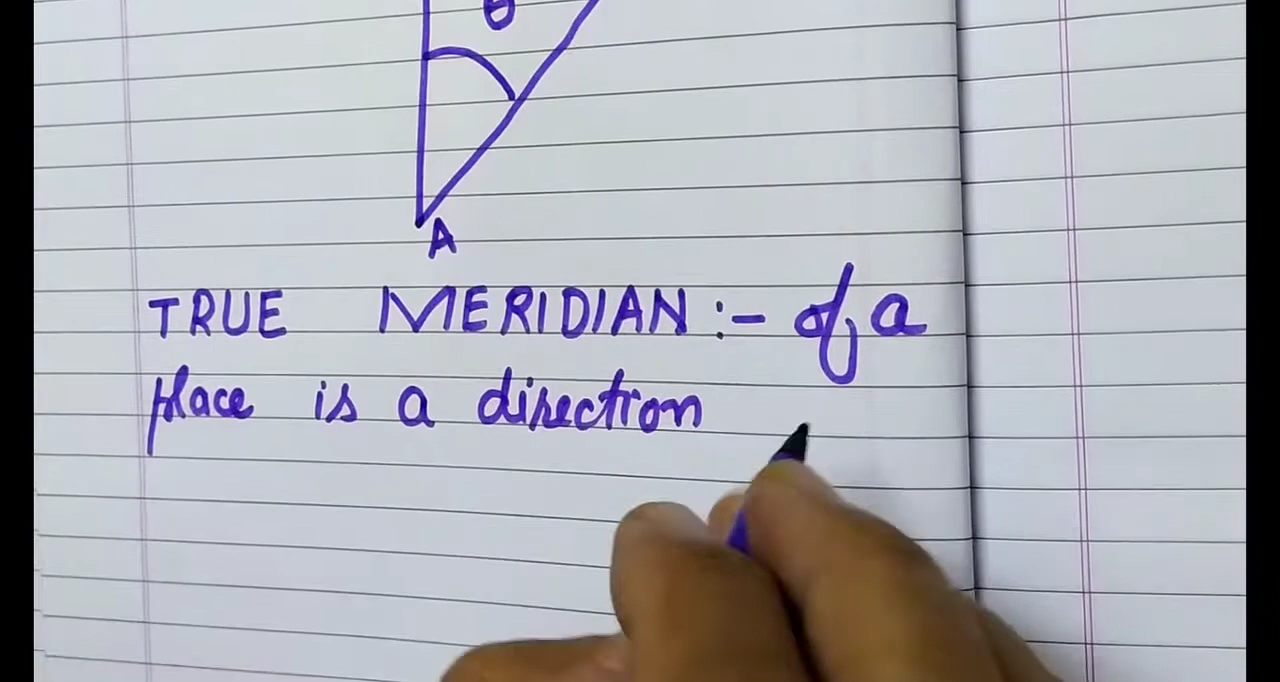 θ
A
TRUE MERIDIAN :- of a
place is a direction